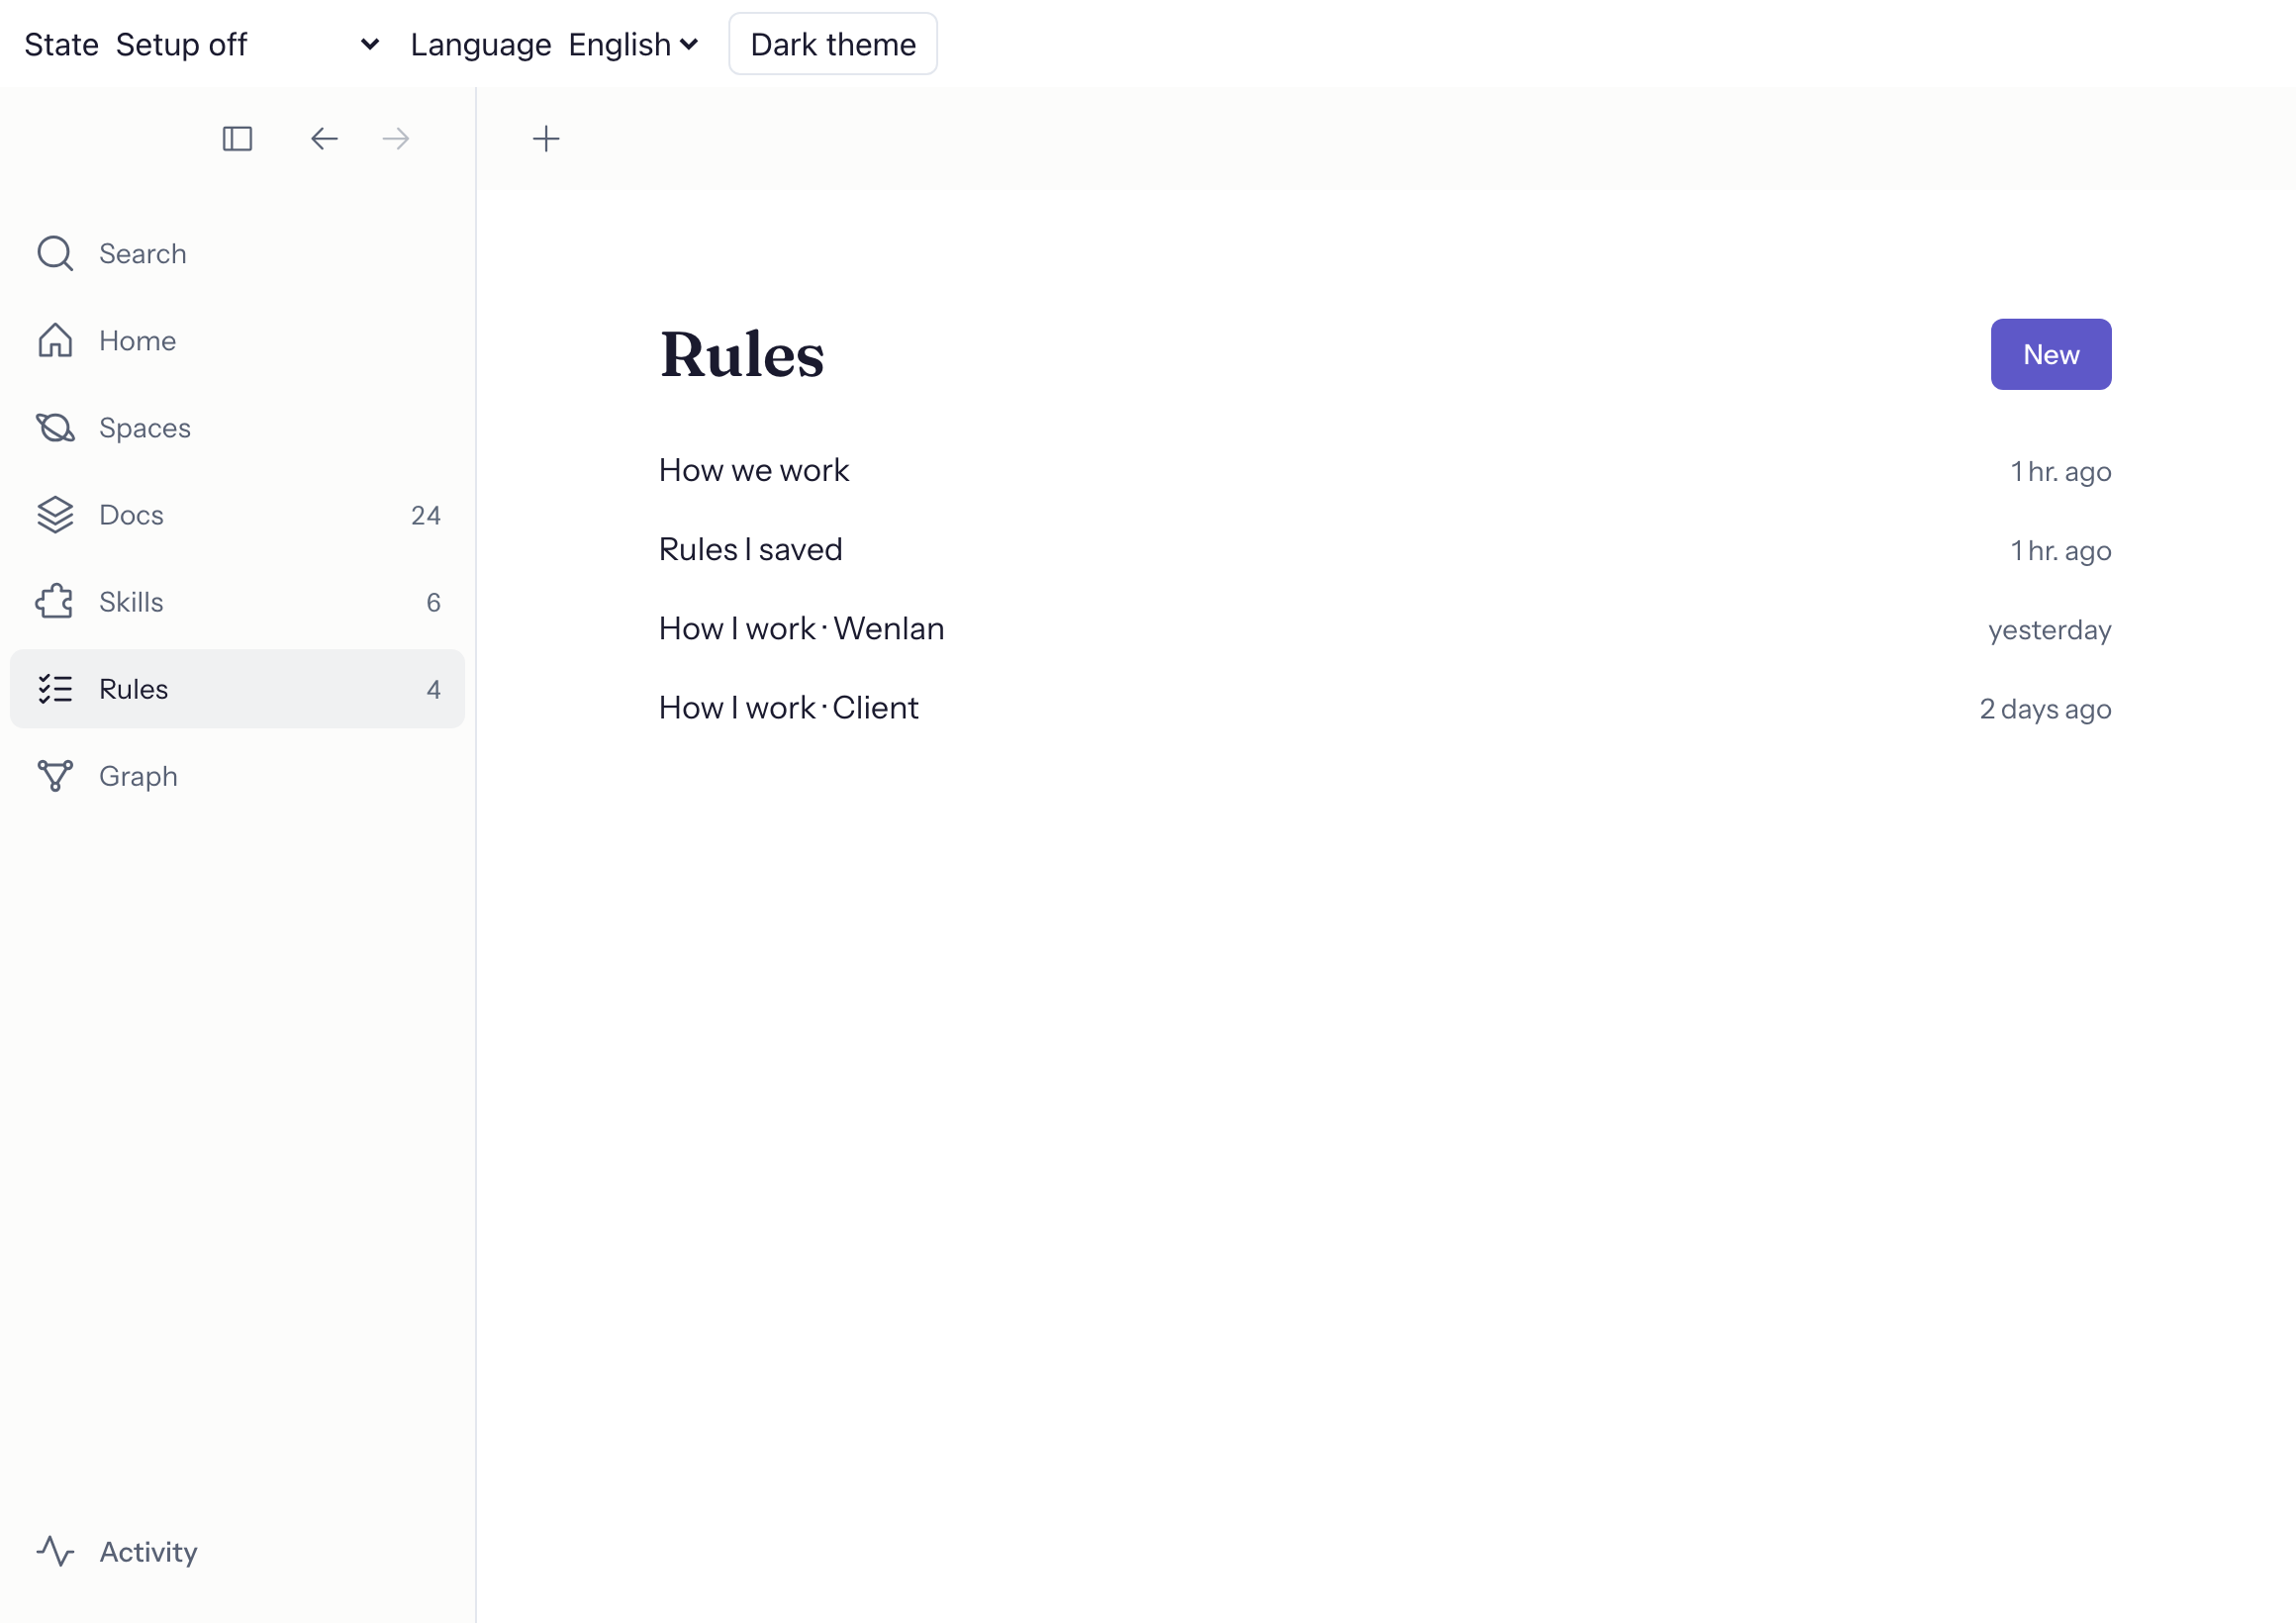 State Setup off Language English Dark theme
Search
Home
Spaces
Docs 24
Skills 6
Rules 4
Graph
Activity
Rules New
How we work 1 hr. ago
Rules I saved 1 hr. ago
How I work · Wenlan yesterday
How I work · Client 2 days ago